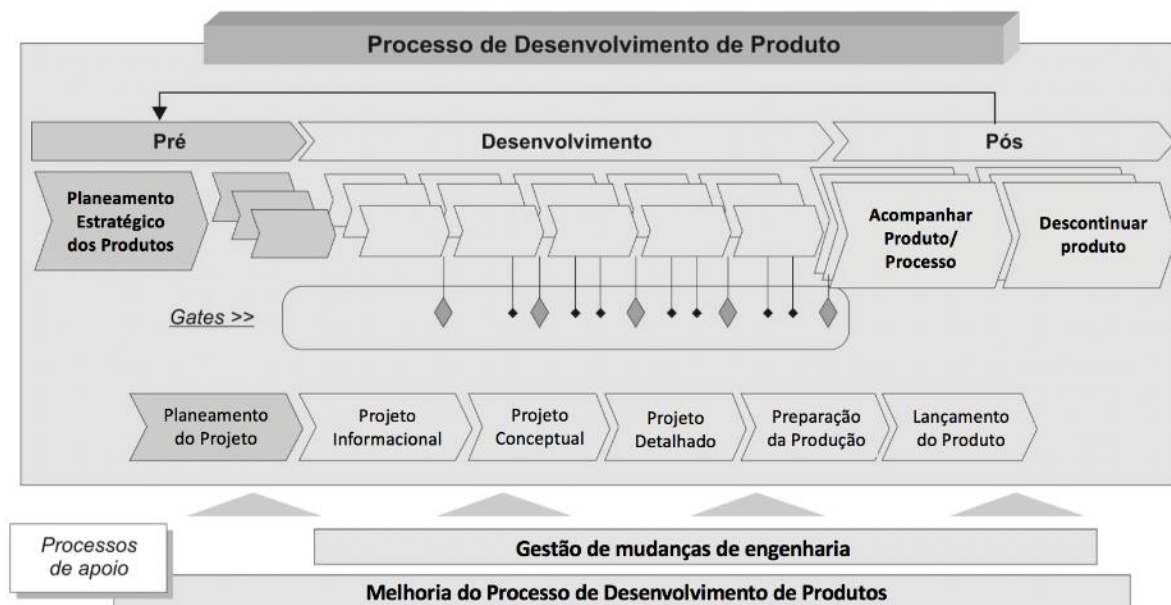 Processo de Desenvolvimento de Produto
Pré
Desenvolvimento
Pós
Planeamento
Estratégico
dos Produtos
Acompanhar
Produto/
Processo
Descontinuar
produto
Gates >>
Planeamento
do Projeto
Projeto
Informacional
Projeto
Conceptual
Projeto
Detalhado
Preparação
da Produção
Lançamento
do Produto
Processos
de apoio
Gestão de mudanças de engenharia
Melhoria do Processo de Desenvolvimento de Produtos